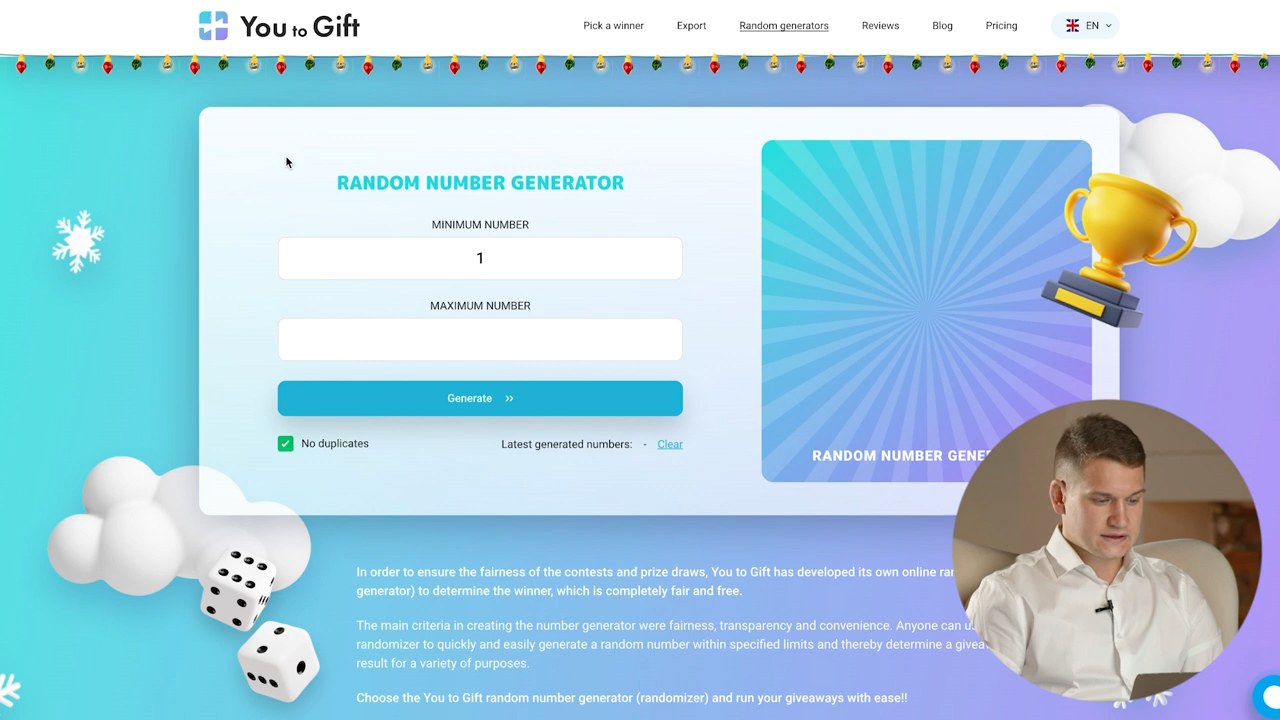 You to Gift
Pick a winner
Export
Random generators
Reviews
Blog
Pricing
EN
RANDOM NUMBER GENERATOR
MINIMUM NUMBER
1
MAXIMUM NUMBER
Generate »
No duplicates
Latest generated numbers: - Clear
RANDOM NUMBER GENE
In order to ensure the fairness of the contests and prize draws, You to Gift has developed its own online
generator) to determine the winner, which is completely fair and free.
The main criteria in creating the number generator were fairness, transparency and convenience. Anyone can
randomizer to quickly and easily generate a random number within specified limits and thereby determine a
result for a variety of purposes.
Choose the You to Gift random number generator (randomizer) and run your giveaways with ease!!